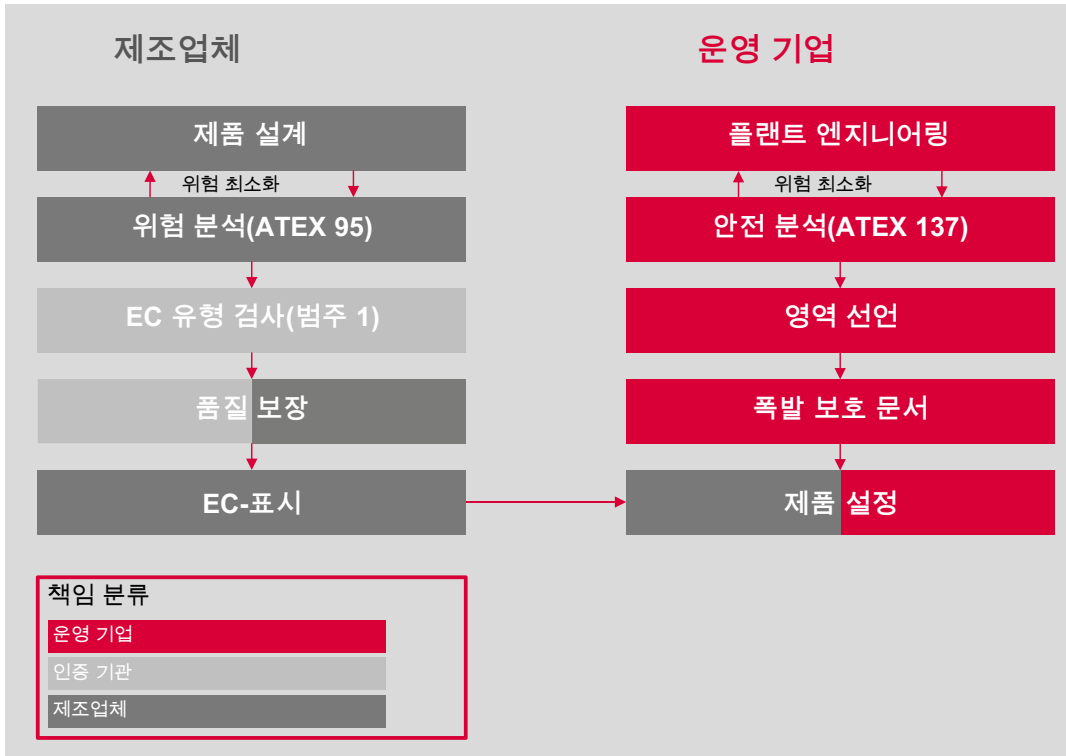 제조업체
운영 기업
제품 설계
플랜트 엔지니어링
위험 최소화
위험 최소화
위험 분석(ATEX 95)
안전 분석(ATEX 137)
EC 유형 검사(범주 1)
영역 선언
품질 보장
폭발 보호 문서
EC-표시
제품 설정
책임 분류
운영 기업
인증 기관
제조업체